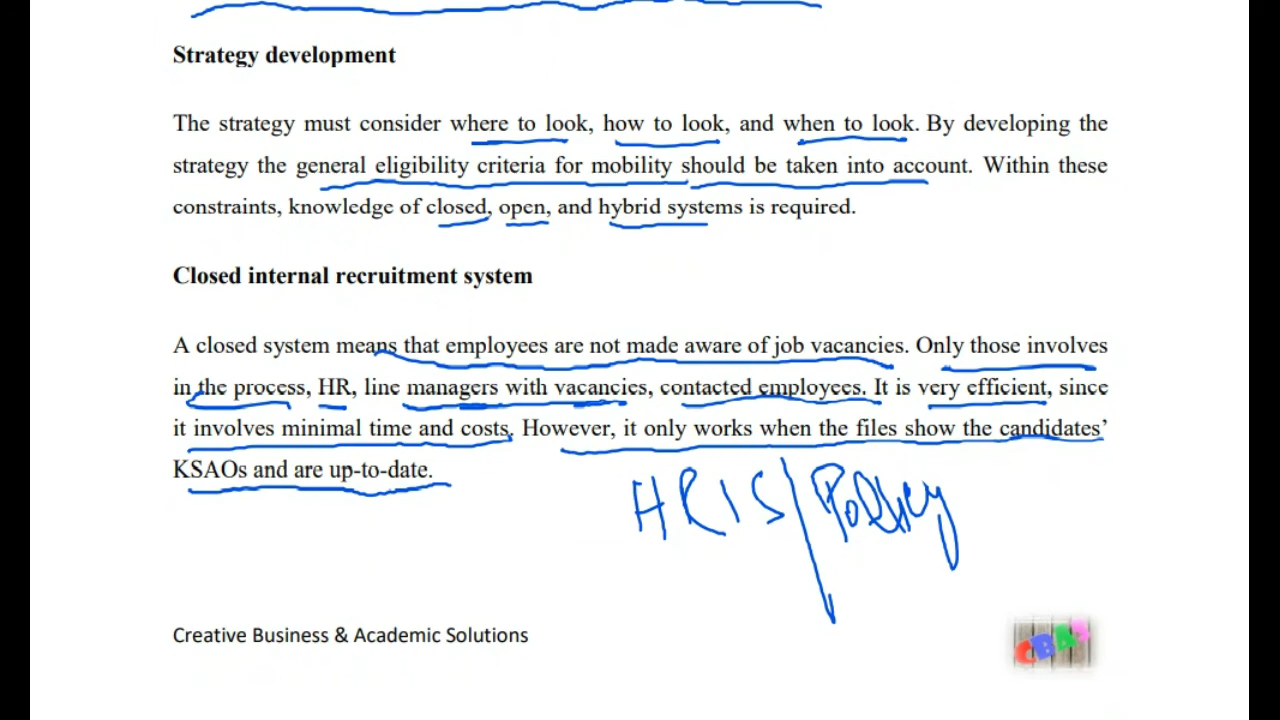 Strategy development
The strategy must consider where to look, how to look, and when to look. By developing the
strategy the general eligibility criteria for mobility should be taken into account. Within these
constraints, knowledge of closed, open, and hybrid systems is required.
Closed internal recruitment system
A closed system means that employees are not made aware of job vacancies. Only those involves
in the process, HR, line managers with vacancies, contacted employees. It is very efficient, since
it involves minimal time and costs. However, it only works when the files show the candidates’
KSAOs and are up-to-date.
HRIS/Policy
Creative Business & Academic Solutions
CBAS